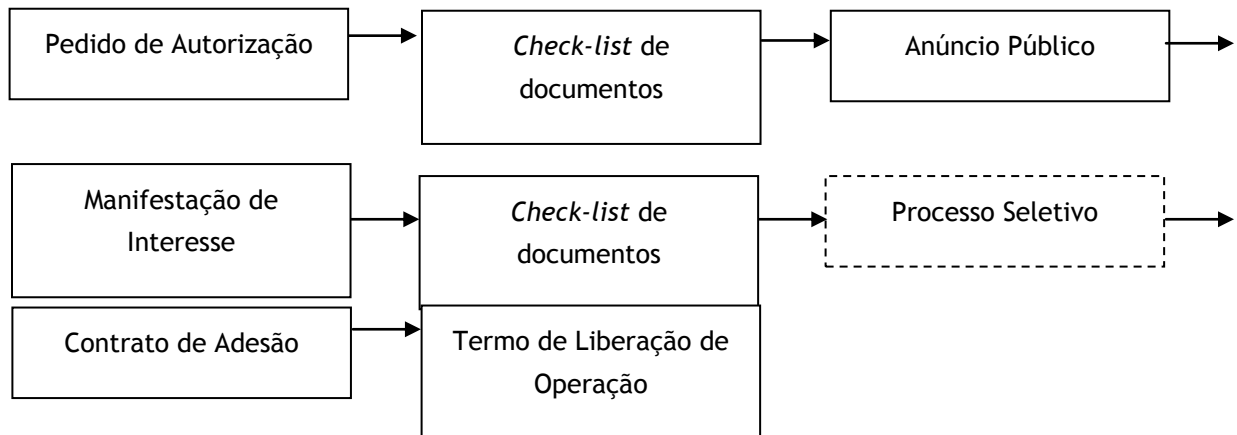 Pedido de Autorização
Check-list de
documentos
Anúncio Público
Manifestação de
Interesse
Check-list de
documentos
Processo Seletivo
Contrato de Adesão
Termo de Liberação de
Operação